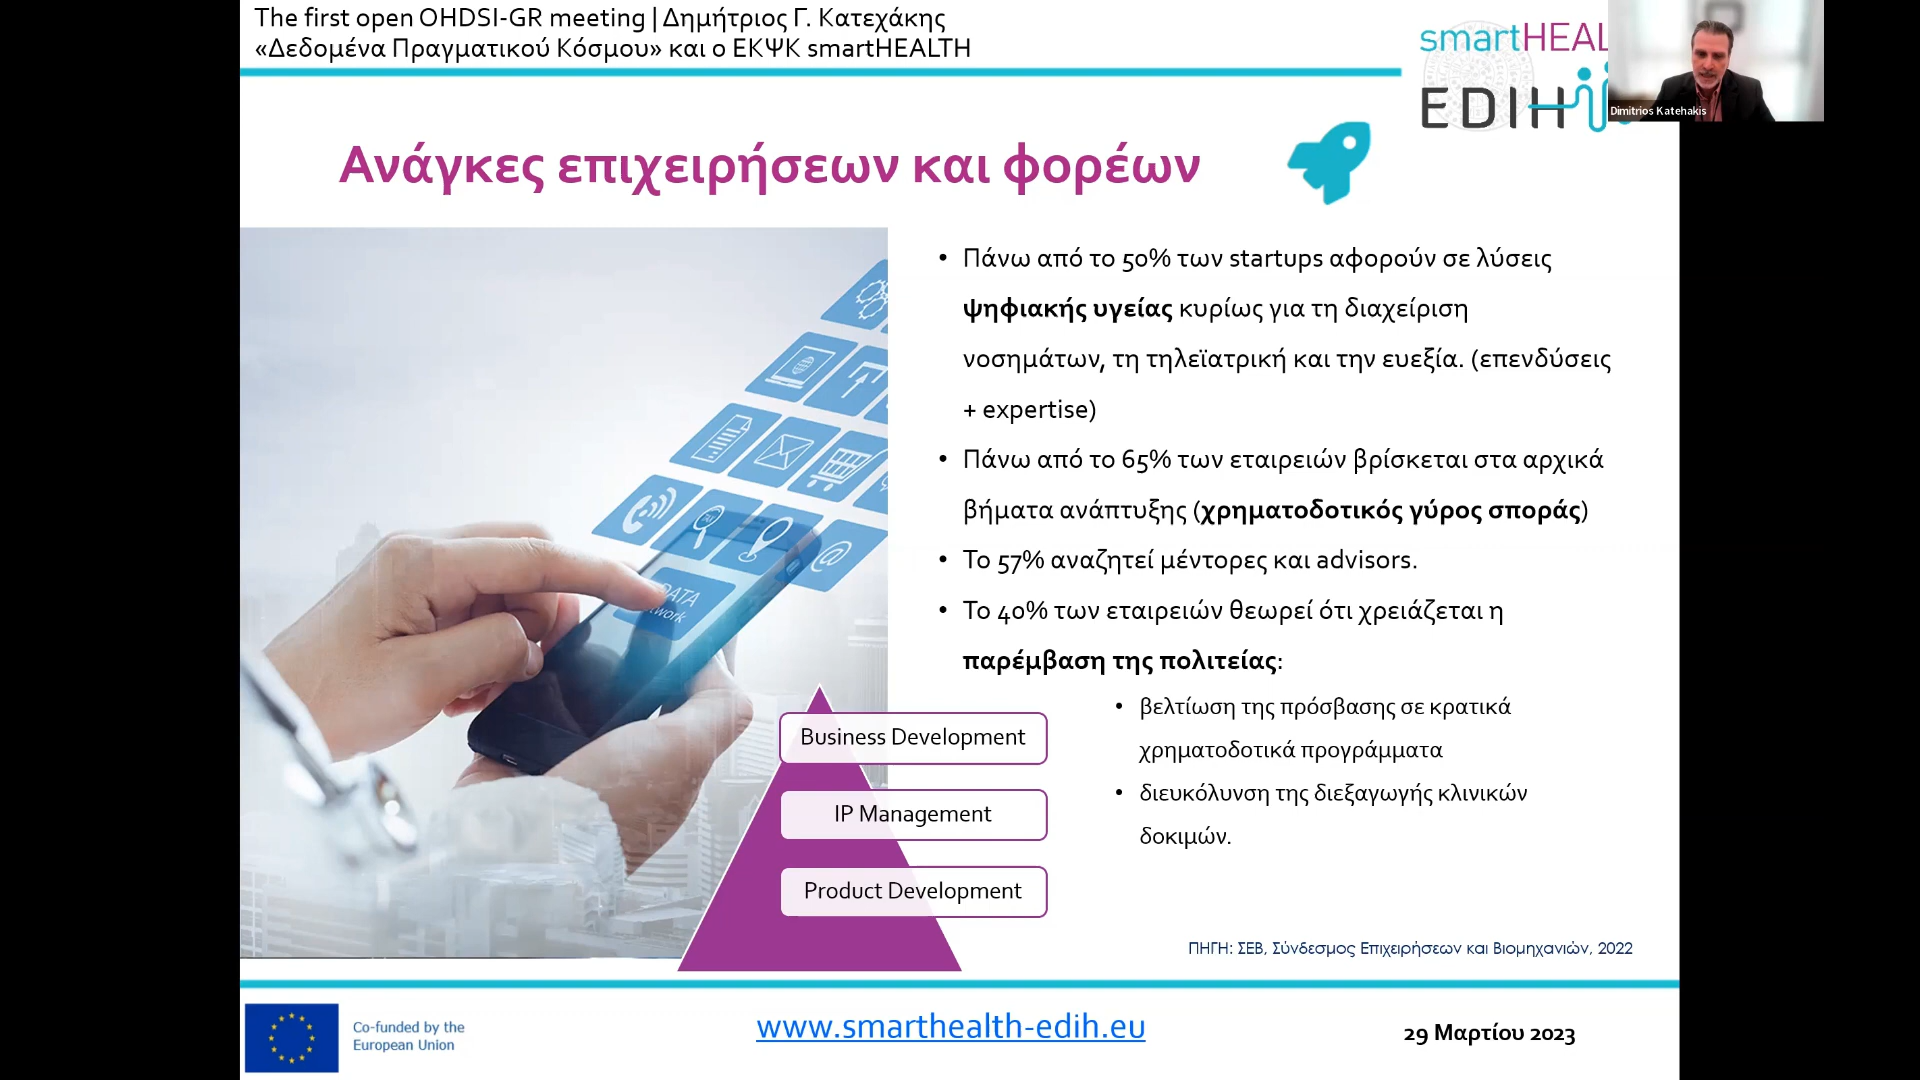 The first open OHDSI-GR meeting | Δημήτριος Γ. Κατεχάκης
«Δεδομένα Πραγματικού Κόσμου» και ο ΕΚΨΚ smartHEALTH
smartHEAL
EDIH
Dimitrios Katehakis
Ανάγκες επιχειρήσεων και φορέων
• Πάνω από το 50% των startups αφορούν σε λύσεις
ψηφιακής υγείας κυρίως για τη διαχείριση
νοσημάτων, τη τηλεϊατρική και την ευεξία. (επενδύσεις
+ expertise)
• Πάνω από το 65% των εταιρειών βρίσκεται στα αρχικά
βήματα ανάπτυξης (χρηματοδοτικός γύρος σποράς)
• Το 57% αναζητεί μέντορες και advisors.
• Το 40% των εταιρειών θεωρεί ότι χρειάζεται η
παρέμβαση της πολιτείας:
• βελτίωση της πρόσβασης σε κρατικά
χρηματοδοτικά προγράμματα
• διευκόλυνση της διεξαγωγής κλινικών
δοκιμών.
TAX
@
DATA
work
Business Development
IP Management
Product Development
ΠΗΓΗ: ΣΕΒ, Σύνδεσμος Επιχειρήσεων και Βιομηχανιών, 2022
Co-funded by the
European Union
www.smarthealth-edih.eu
29 Μαρτίου 2023